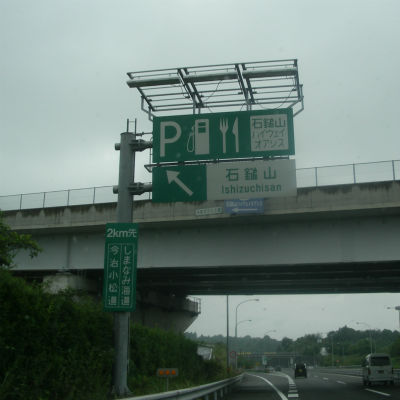 P
石鎚山
ハイウェイ
オアシス
石鎚山
Ishizuchisan
2km先
しまなみ海道
今治小松道